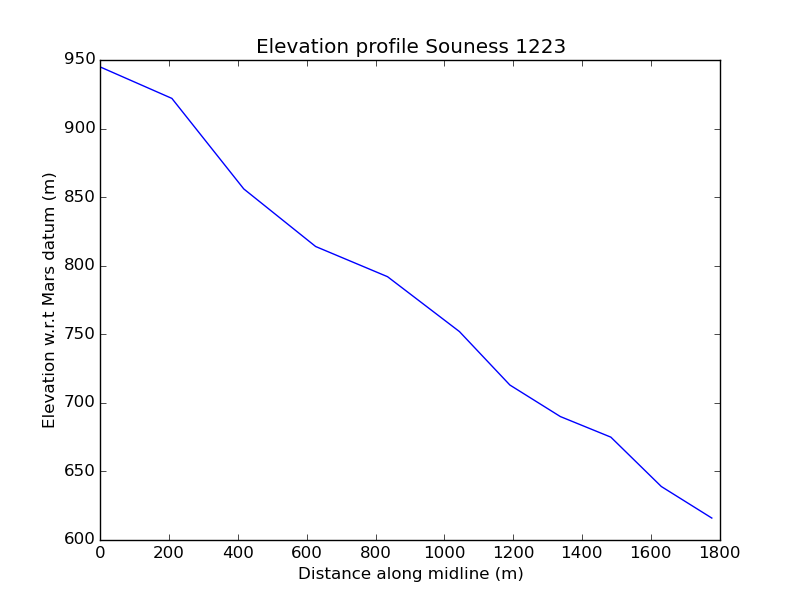 Elevation profile Souness 1223
950
900
850
800
750
700
650
600
Elevation w.r.t Mars datum (m)
0 200 400 600 800 1000 1200 1400 1600 1800
Distance along midline (m)